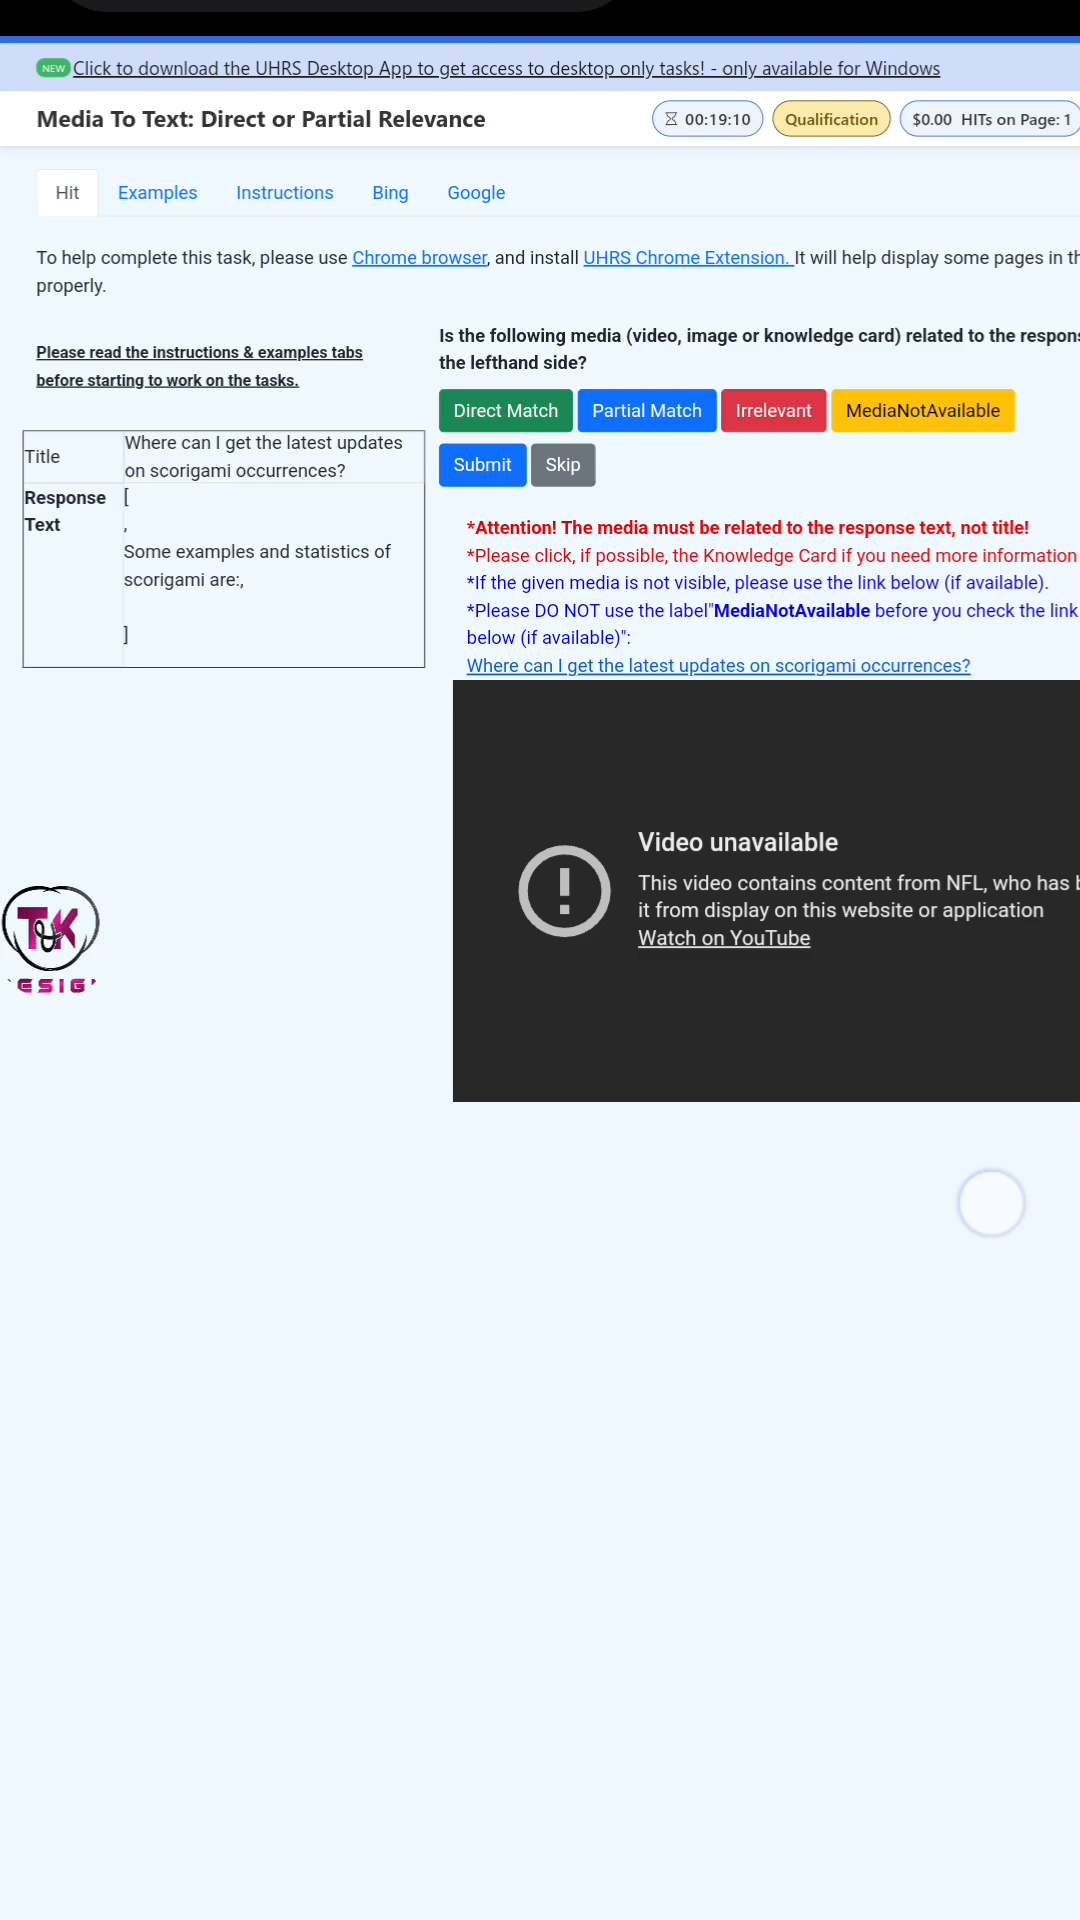 NEW Click to download the UHRS Desktop App to get access to desktop only tasks! - only available for Windows
Media To Text: Direct or Partial Relevance
00:19:10
Qualification
$0.00 HITs on Page: 1
Hit
Examples
Instructions
Bing
Google
To help complete this task, please use Chrome browser, and install UHRS Chrome Extension. It will help display some pages in
properly.
Please read the instructions & examples tabs
before starting to work on the tasks.
Title
Where can I get the latest updates
on scorigami occurrences?
Response
Text
[
,
Some examples and statistics of
scorigami are:,
]
Is the following media (video, image or knowledge card) related to the
the lefthand side?
Direct Match
Partial Match
Irrelevant
MediaNotAvailable
Submit
Skip
*Attention! The media must be related to the response text, not title!
*Please click, if possible, the Knowledge Card if you need more information
*If the given media is not visible, please use the link below (if available).
*Please DO NOT use the label"MediaNotAvailable before you check the link
below (if available)":
Where can I get the latest updates on scorigami occurrences?
Video unavailable
This video contains content from NFL, who has
it from display on this website or application
Watch on YouTube
T&K